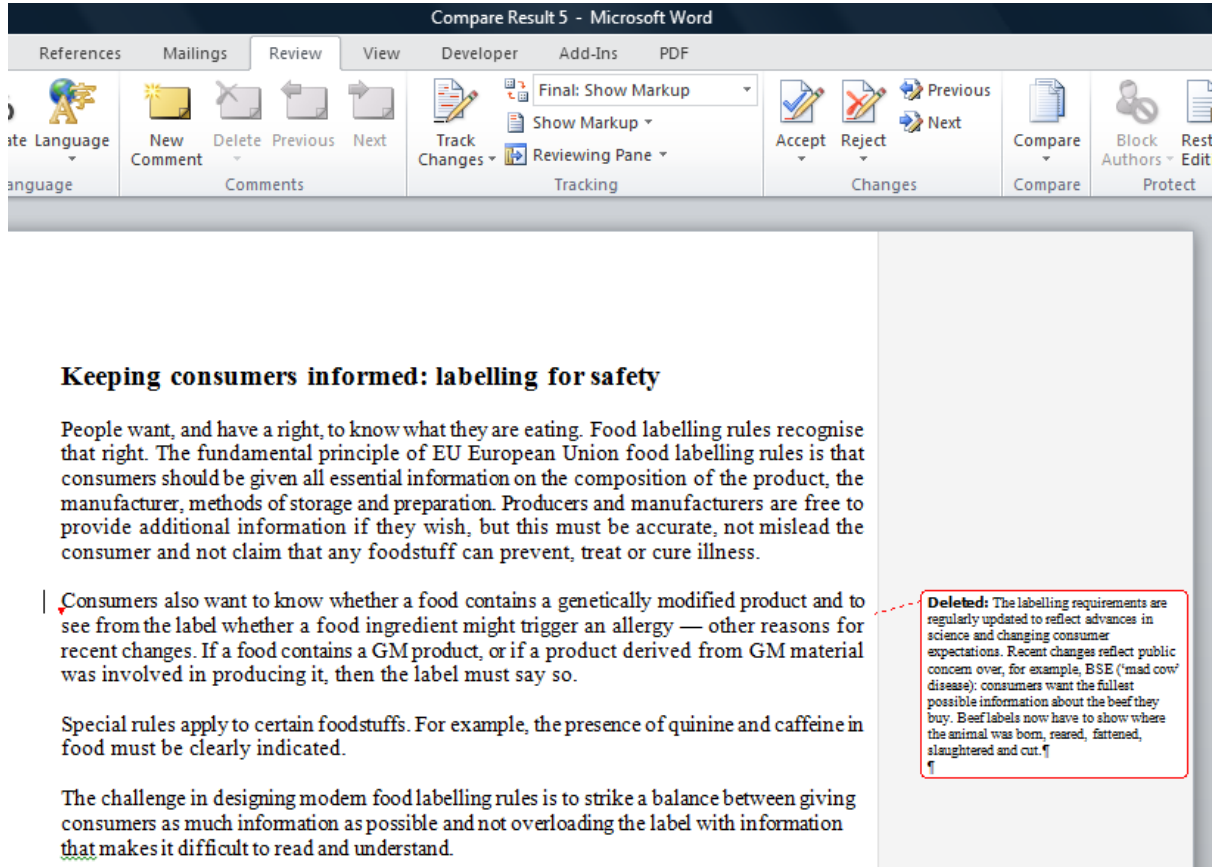 Compare Result 5 - Microsoft Word
References Mailings Review View Developer Add-Ins PDF
Final: Show Markup
Show Markup
Reviewing Pane
Language
New Comment
Delete Previous Next
Track Changes
Accept Reject
Previous
Next
Compare
Block Authors
Comments Tracking Changes Compare Protect
Keeping consumers informed: labelling for safety
People want, and have a right, to know what they are eating. Food labelling rules recognise
that right. The fundamental principle of EU European Union food labelling rules is that
consumers should be given all essential information on the composition of the product, the
manufacturer, methods of storage and preparation. Producers and manufacturers are free to
provide additional information if they wish, but this must be accurate, not mislead the
consumer and not claim that any foodstuff can prevent, treat or cure illness.
Consumers also want to know whether a food contains a genetically modified product and to
see from the label whether a food ingredient might trigger an allergy — other reasons for
recent changes. If a food contains a GM product, or if a product derived from GM material
was involved in producing it, then the label must say so.
Special rules apply to certain foodstuffs. For example, the presence of quinine and caffeine in
food must be clearly indicated.
The challenge in designing modern food labelling rules is to strike a balance between giving
consumers as much information as possible and not overloading the label with information
that makes it difficult to read and understand.
Deleted: The labelling requirements are
regularly updated to reflect advances in
science and changing consumer
expectations. Recent changes reflect public
concern over, for example, BSE (‘mad cow’
disease): consumers want the fullest
possible information about the beef they
buy. Beef labels now have to show where
the animal was born, reared, fattened,
slaughtered and cut.¶
¶